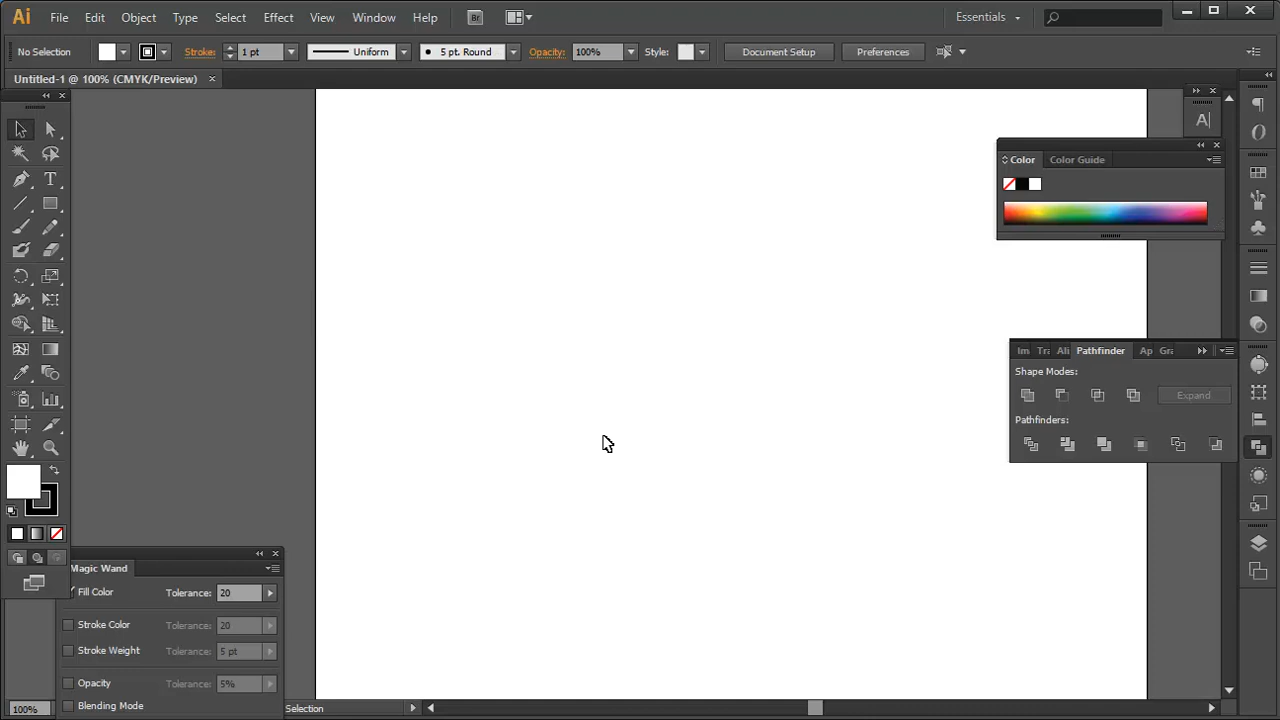 Ai File Edit Object Type Select Effect View Window Help Br Essentials
No Selection Stroke: 1 pt Uniform 5 pt. Round Opacity: 100% Style: Document Setup Preferences
Untitled-1 @ 100% (CMYK/Preview)
A
Color Color Guide
Im Tr Ali Pathfinder Ap Gra
Shape Modes:
Expand
Pathfinders:
Magic Wand
Fill Color Tolerance: 20
Stroke Color Tolerance: 20
Stroke Weight Tolerance: 5 pt
Opacity Tolerance: 5%
Blending Mode
100% Selection